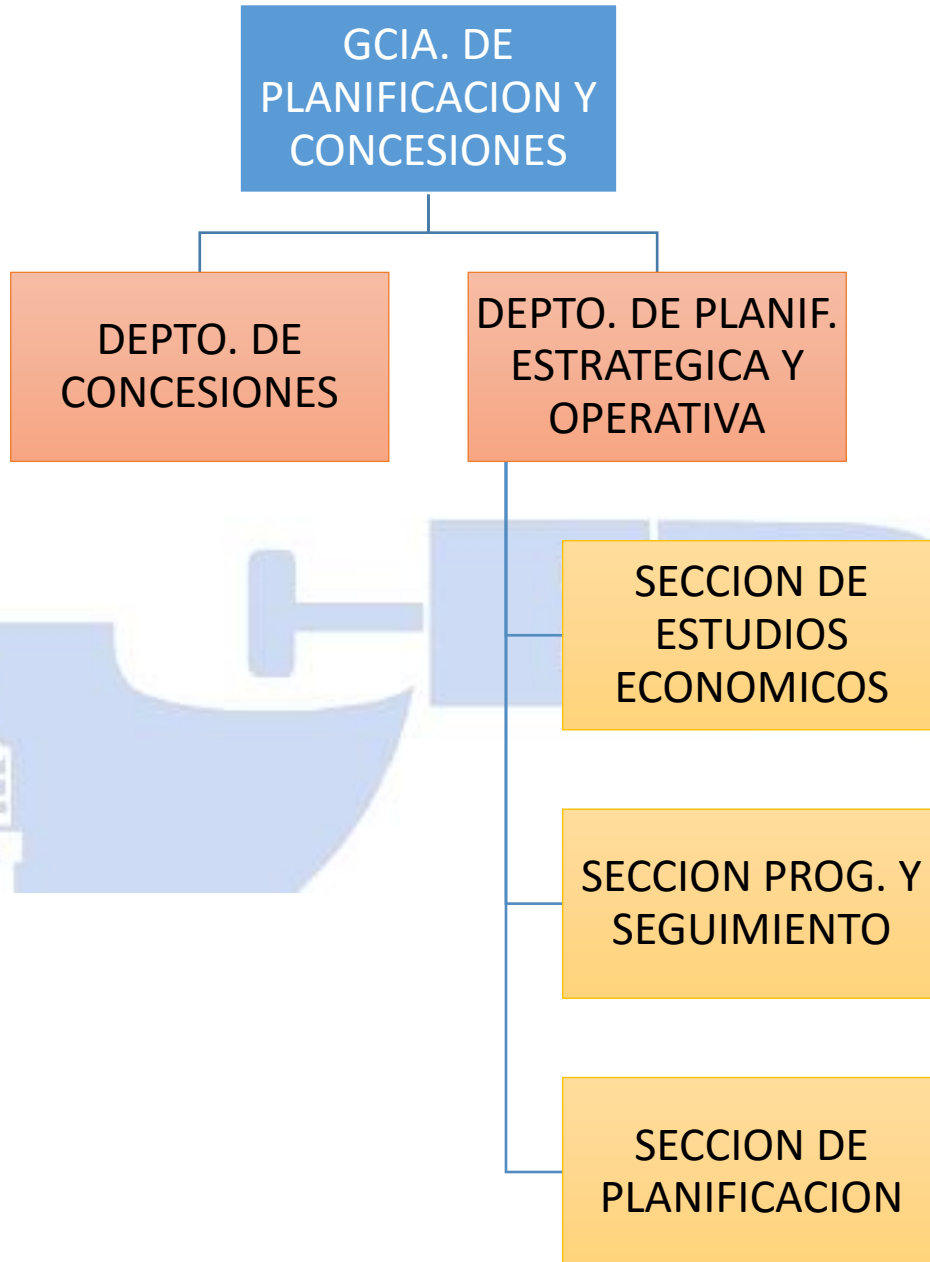 GCIA. DE
PLANIFICACION Y
CONCESIONES
DEPTO. DE
CONCESIONES
DEPTO. DE PLANIF.
ESTRATEGICA Y
OPERATIVA
SECCION DE
ESTUDIOS
ECONOMICOS
SECCION PROG. Y
SEGUIMIENTO
SECCION DE
PLANIFICACION